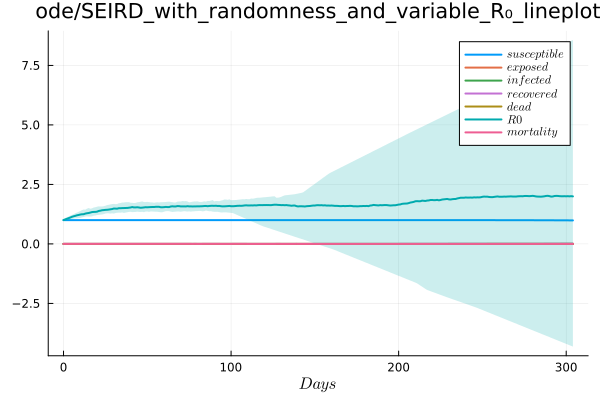 ode/SEIRD_with_randomness_and_variable_R₀_lineplot
7.5
5.0
2.5
0.0
−2.5
susceptible
exposed
infected
recovered
dead
R0
mortality
0 100 200 300
Days